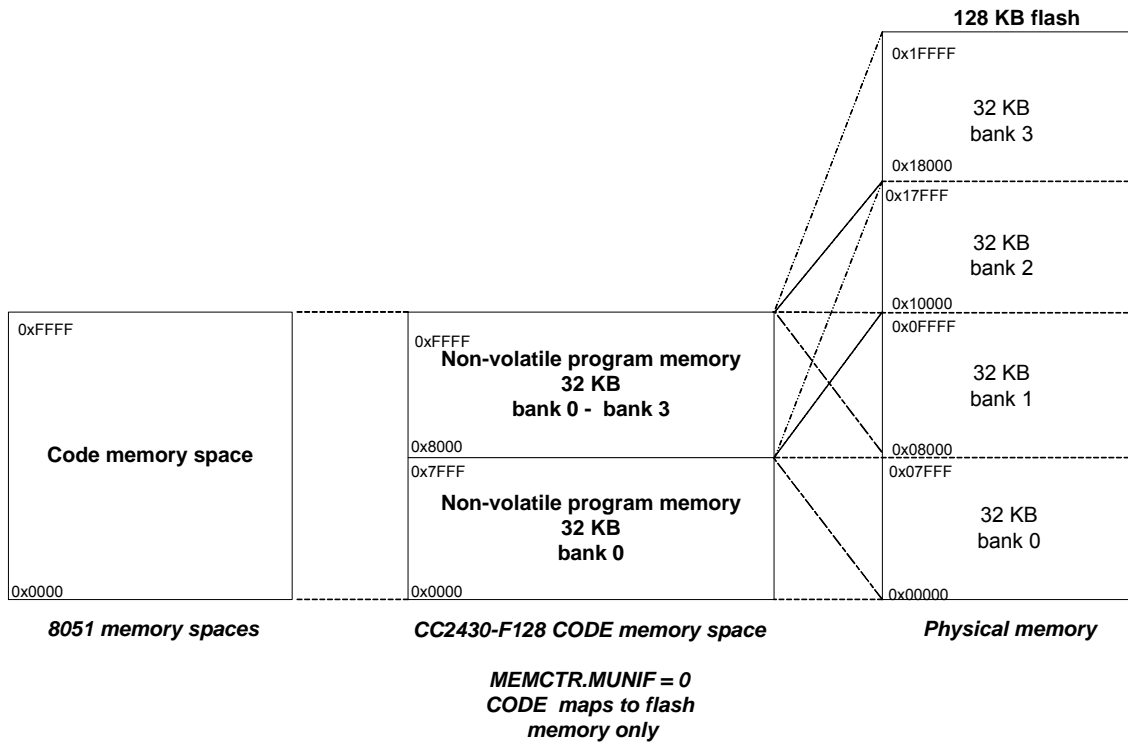 128 KB flash
0x1FFFF
32 KB
bank 3
0x18000
0x17FFF
32 KB
bank 2
0x10000
0x0FFFF
32 KB
bank 1
0x08000
0x07FFF
32 KB
bank 0
0x00000
Physical memory
0xFFFF
Code memory space
0x0000
8051 memory spaces
0xFFFF
Non-volatile program memory
32 KB
bank 0 - bank 3
0x8000
0x7FFF
Non-volatile program memory
32 KB
bank 0
0x0000
CC2430-F128 CODE memory space
MEMCTR.MUNIF = 0
CODE maps to flash
memory only